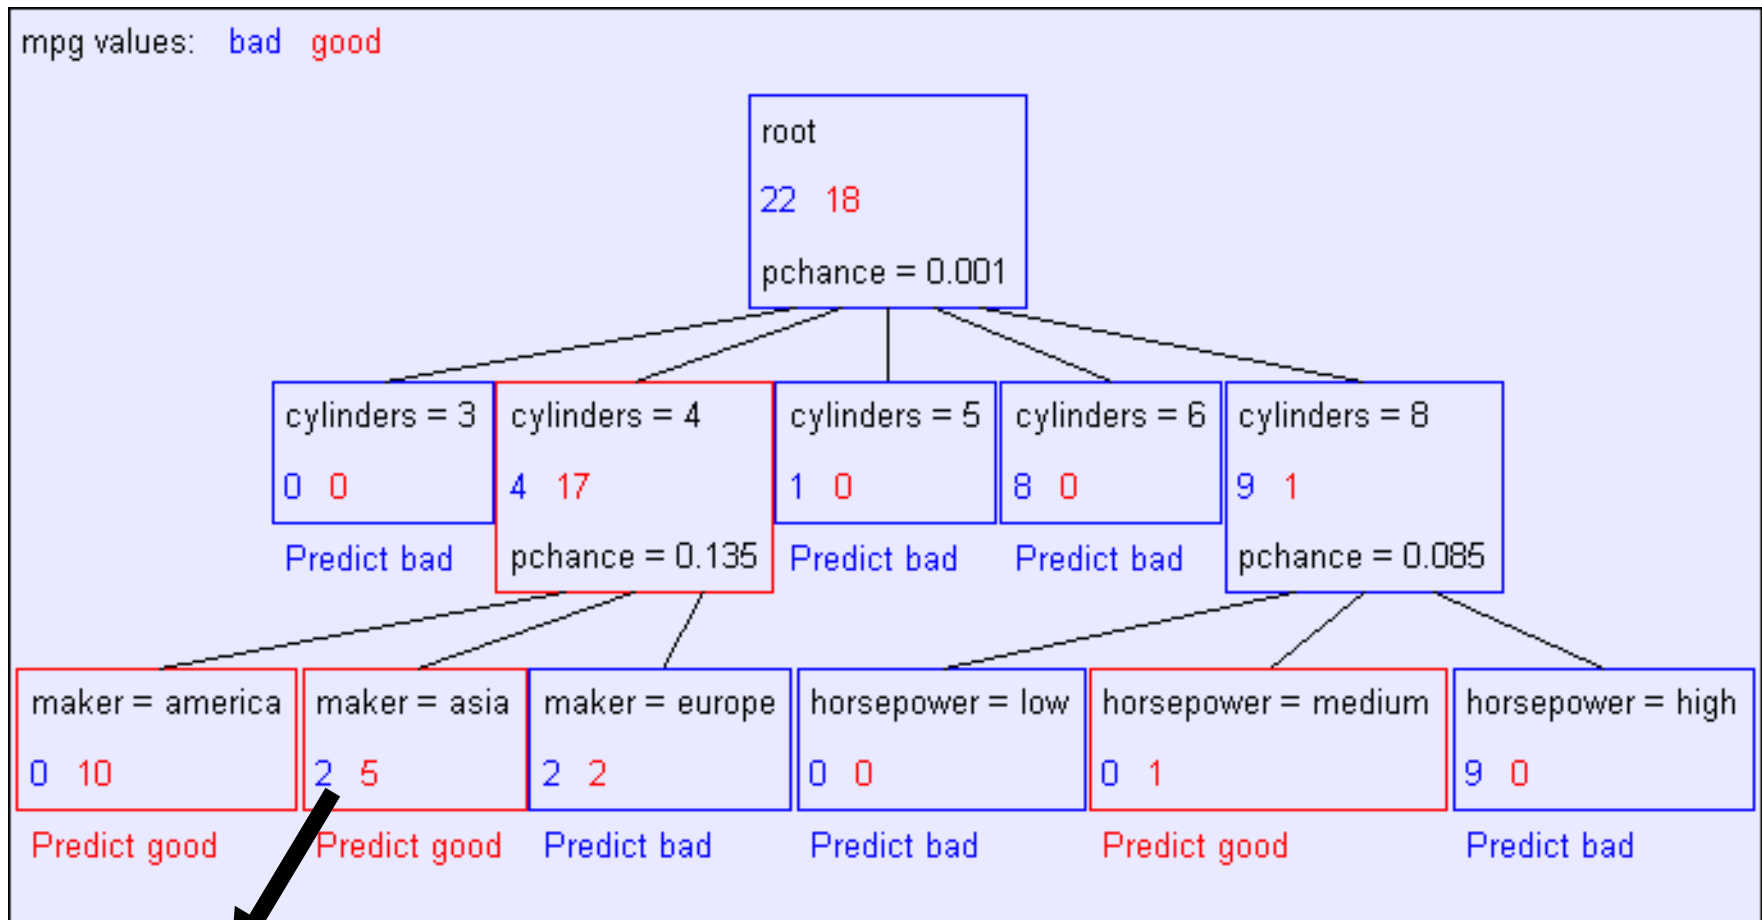 mpg values: bad good
root
22 18
pchance = 0.001
cylinders = 3
0 0
Predict bad
cylinders = 4
4 17
pchance = 0.135
cylinders = 5
1 0
Predict bad
cylinders = 6
8 0
Predict bad
cylinders = 8
9 1
pchance = 0.085
maker = america
0 10
Predict good
maker = asia
2 5
Predict good
maker = europe
2 2
Predict bad
horsepower = low
0 0
Predict bad
horsepower = medium
0 1
Predict good
horsepower = high
9 0
Predict bad